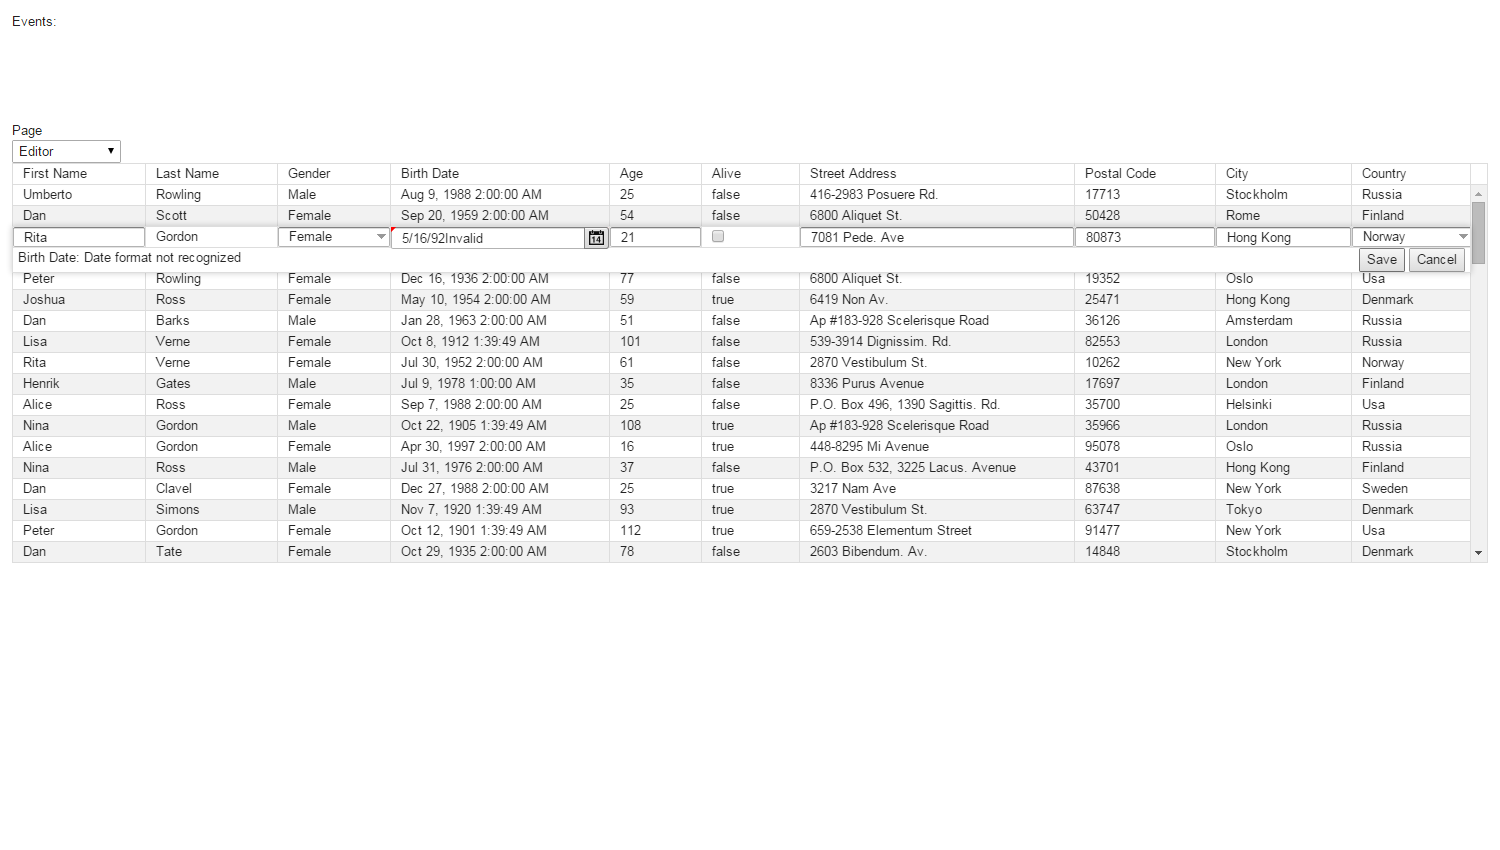 Events:
Page
Editor
First Name Last Name Gender Birth Date Age Alive Street Address Postal Code City Country
Umberto Rowling Male Aug 9, 1988 2:00:00 AM 25 false 416-2983 Posuere Rd. 17713 Stockholm Russia
Dan Scott Female Sep 20, 1959 2:00:00 AM 54 false 6800 Aliquet St. 50428 Rome Finland
Rita Gordon Female 5/16/92Invalid 14 21 7081 Pede. Ave 80873 Hong Kong Norway
Birth Date: Date format not recognized Save Cancel
Peter Rowling Female Dec 16, 1936 2:00:00 AM 77 false 6800 Aliquet St. 19352 Oslo Usa
Joshua Ross Female May 10, 1954 2:00:00 AM 59 true 6419 Non Av. 25471 Hong Kong Denmark
Dan Barks Male Jan 28, 1963 2:00:00 AM 51 false Ap #183-928 Scelerisque Road 36126 Amsterdam Russia
Lisa Verne Female Oct 8, 1912 1:39:49 AM 101 false 539-3914 Dignissim. Rd. 82553 London Russia
Rita Verne Female Jul 30, 1952 2:00:00 AM 61 false 2870 Vestibulum St. 10262 New York Norway
Henrik Gates Male Jul 9, 1978 1:00:00 AM 35 false 8336 Purus Avenue 17697 London Finland
Alice Ross Female Sep 7, 1988 2:00:00 AM 25 false P.O. Box 496, 1390 Sagittis. Rd. 35700 Helsinki Usa
Nina Gordon Male Oct 22, 1905 1:39:49 AM 108 true Ap #183-928 Scelerisque Road 35966 London Russia
Alice Gordon Female Apr 30, 1997 2:00:00 AM 16 true 448-8295 Mi Avenue 95078 Oslo Russia
Nina Ross Male Jul 31, 1976 2:00:00 AM 37 false P.O. Box 532, 3225 Lacus. Avenue 43701 Hong Kong Finland
Dan Clavel Female Dec 27, 1988 2:00:00 AM 25 true 3217 Nam Ave 87638 New York Sweden
Lisa Simons Male Nov 7, 1920 1:39:49 AM 93 true 2870 Vestibulum St. 63747 Tokyo Denmark
Peter Gordon Female Oct 12, 1901 1:39:49 AM 112 true 659-2538 Elementum Street 91477 New York Usa
Dan Tate Female Oct 29, 1935 2:00:00 AM 78 false 2603 Bibendum. Av. 14848 Stockholm Denmark